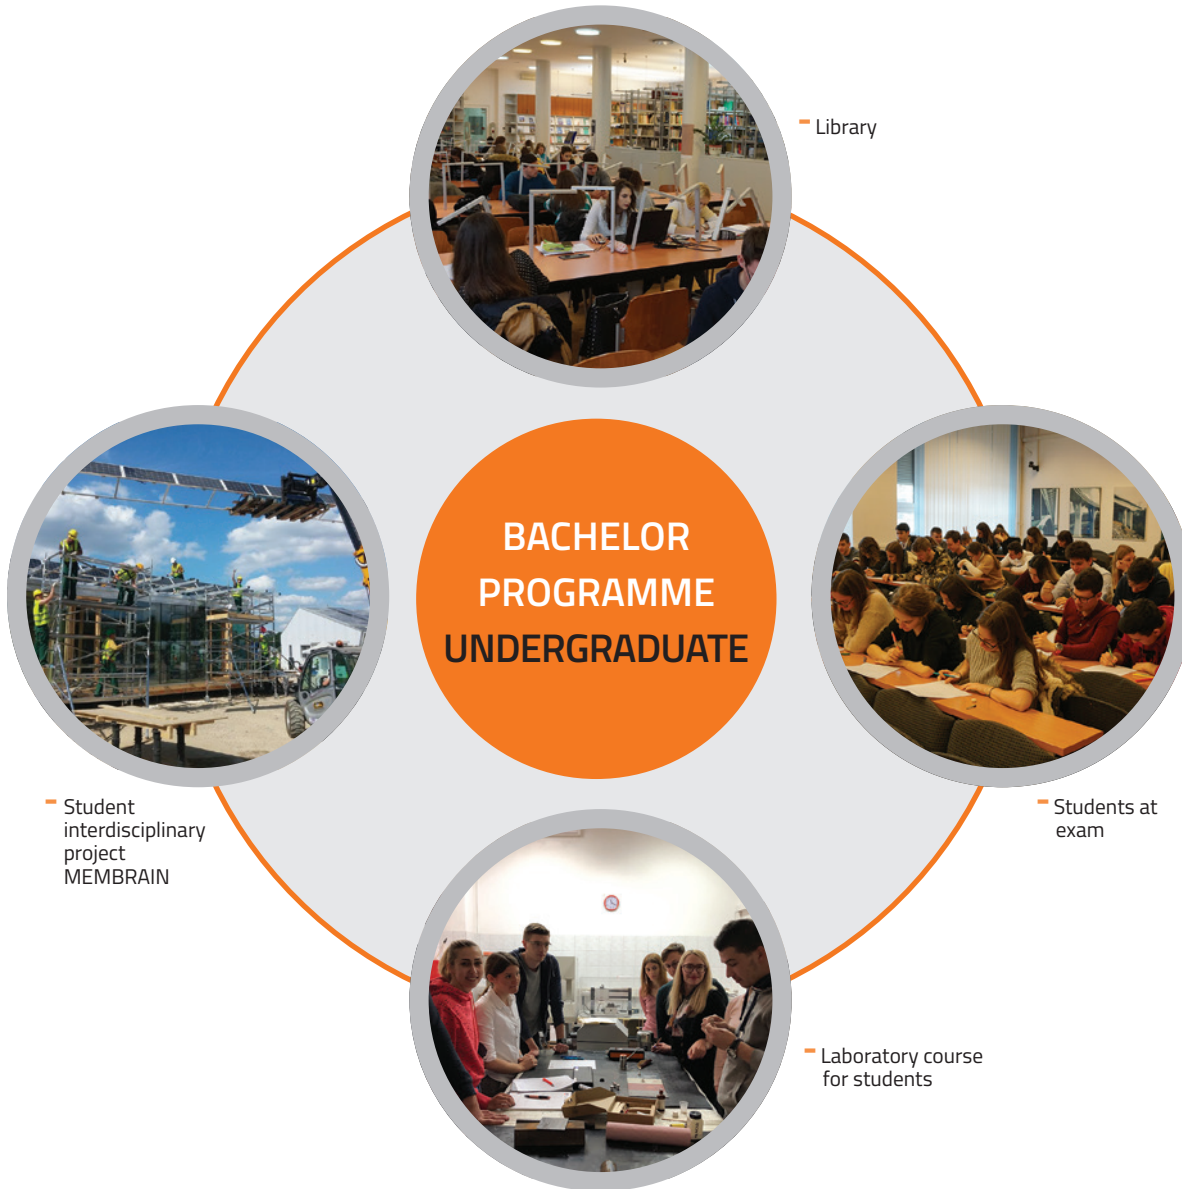 - Library
BACHELOR
PROGRAMME
UNDERGRADUATE
- Student
interdisciplinary
project
MEMBRAIN
- Students at
exam
- Laboratory course
for students